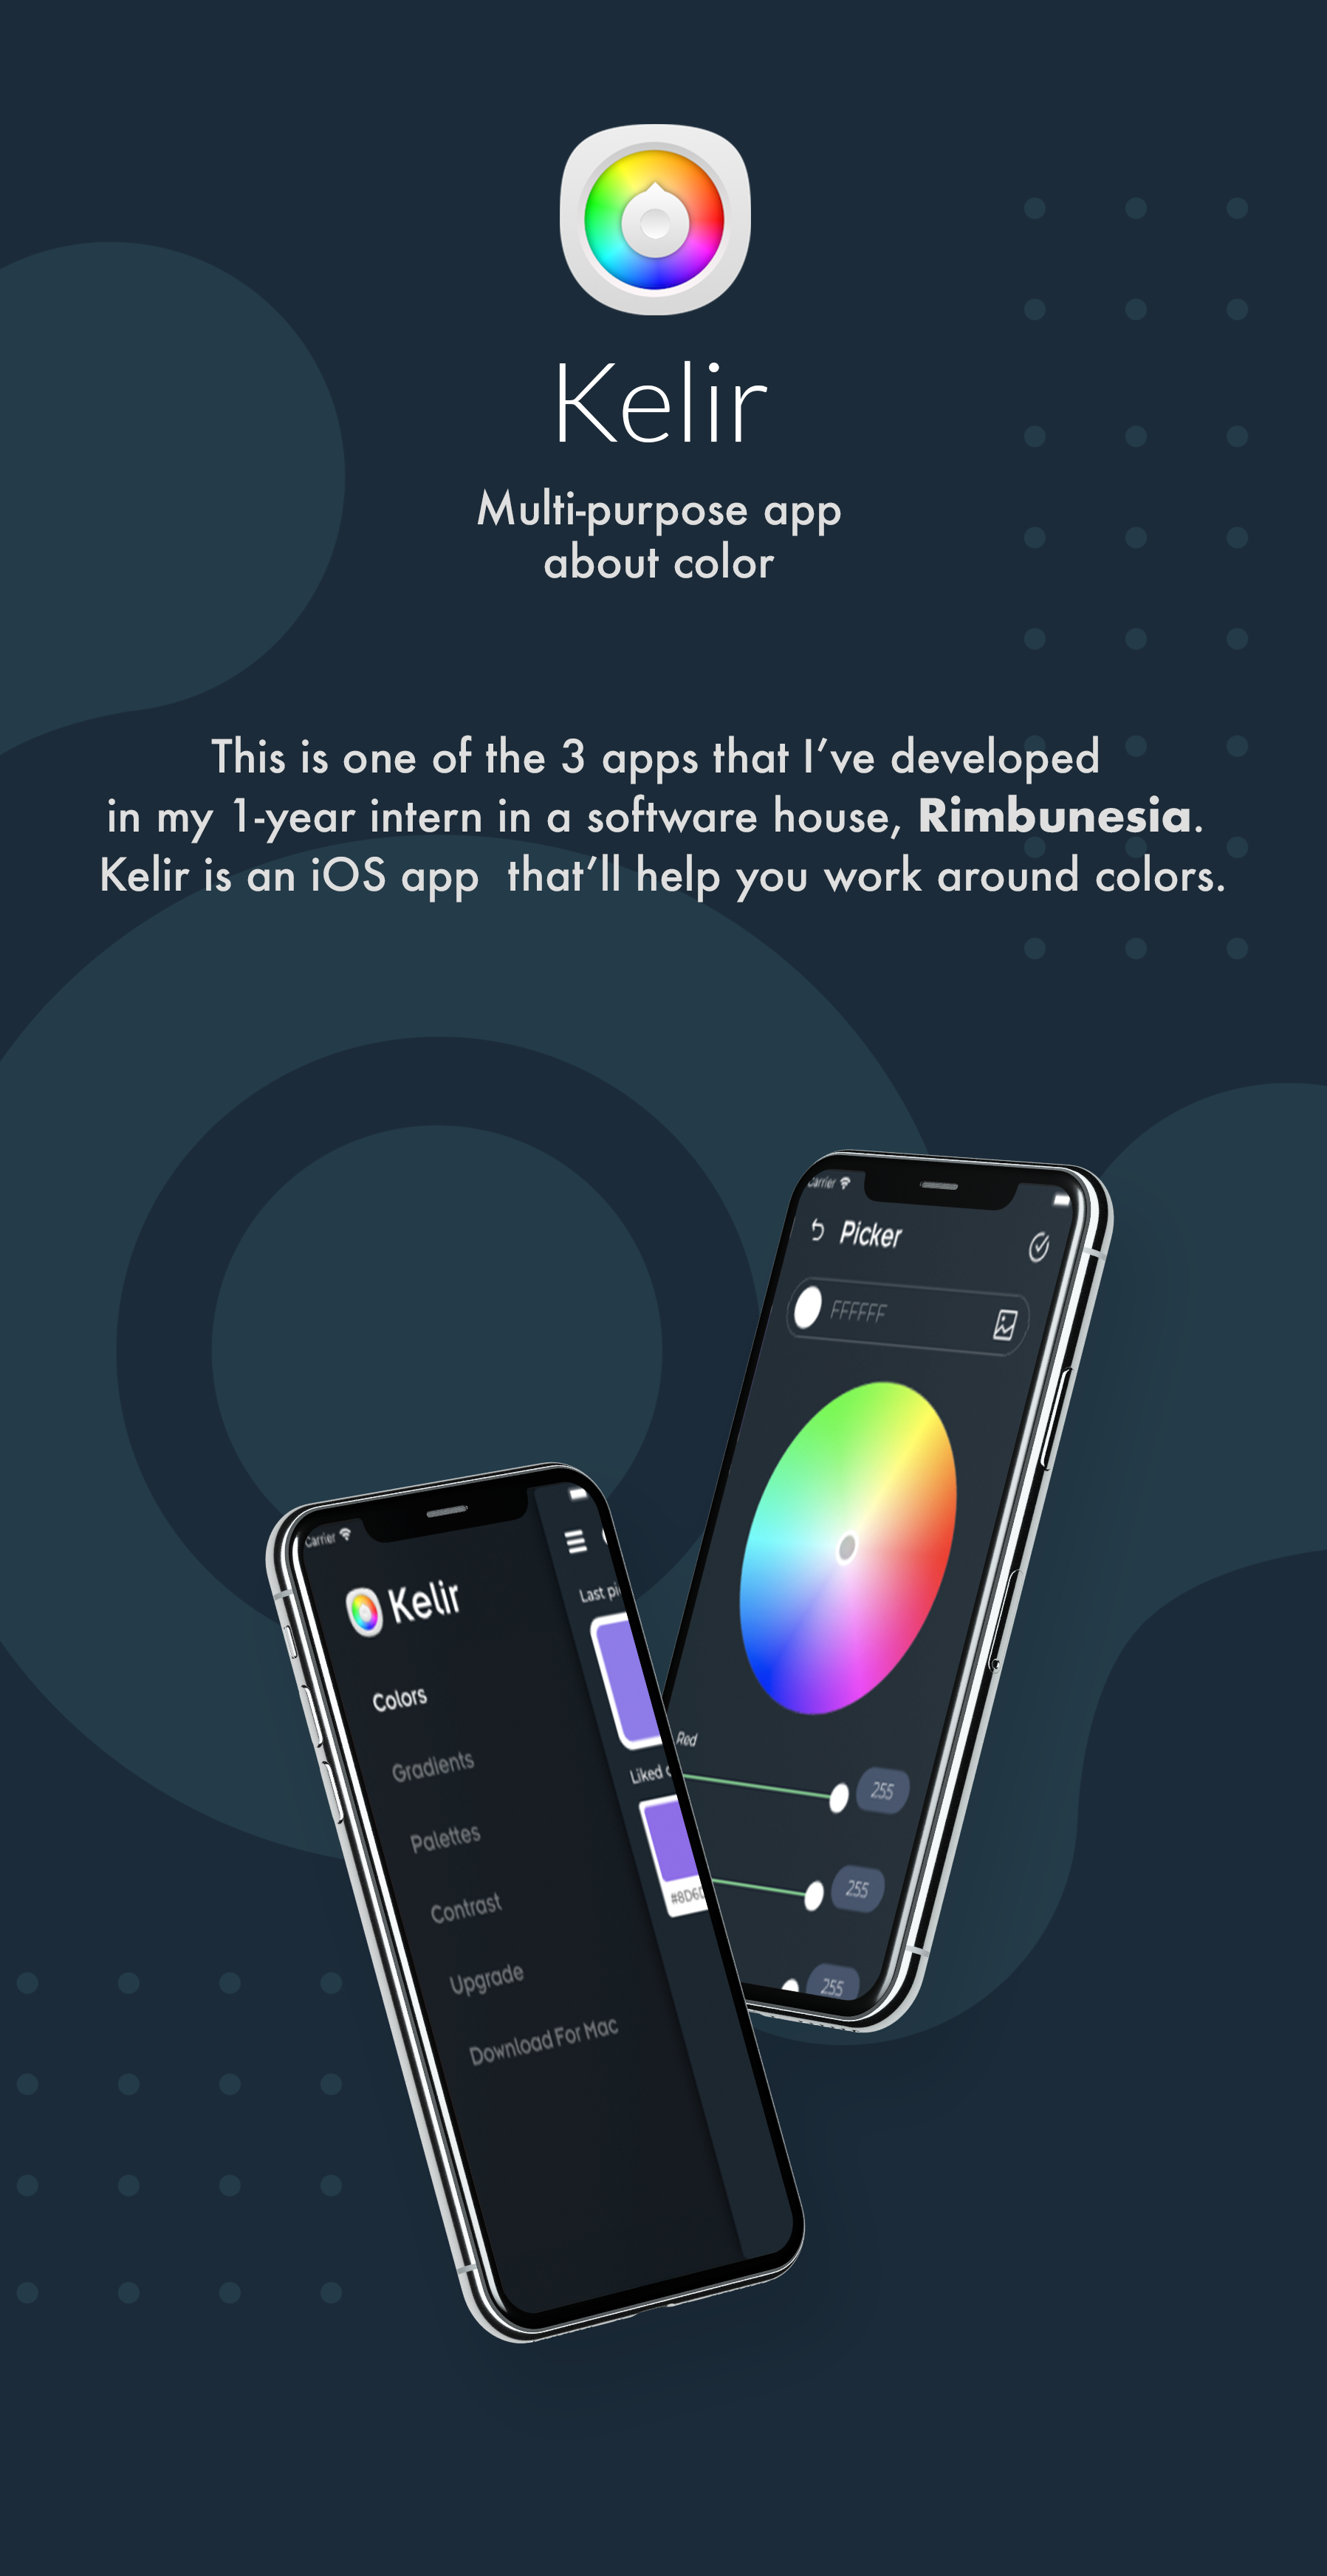 Kelir
Multi-purpose app
about color
This is one of the 3 apps that I’ve developed
in my 1-year intern in a software house, Rimbunesia.
Kelir is an iOS app that’ll help you work around colors.
Carrier
Picker
FFFFFF
Red
255
255
255
Carrier
Kelir
Colors
Gradients
Palettes
Contrast
Upgrade
Download For Mac
Last pi
Liked
#8D6